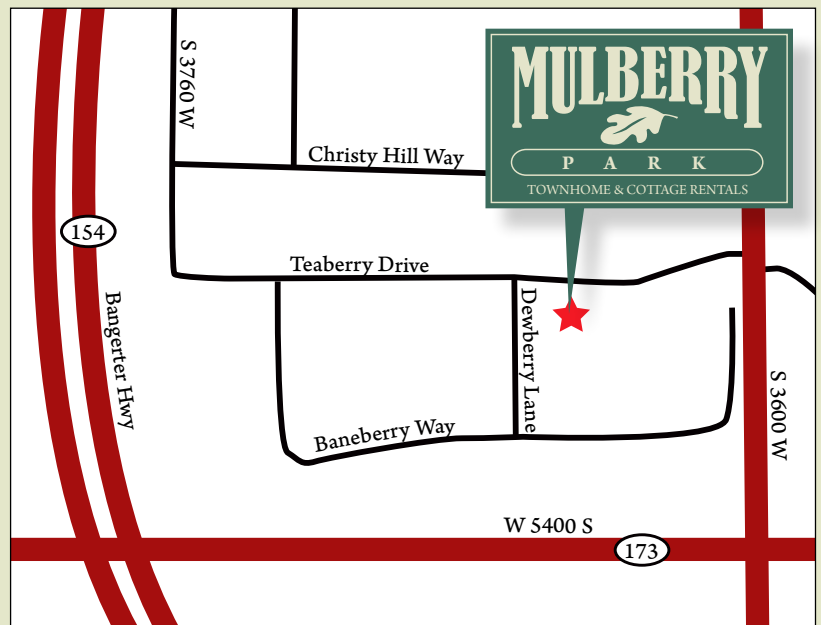 S 3760 W
MULBERRY
PARK
TOWNHOME & COTTAGE RENTALS
Christy Hill Way
154
Teaberry Drive
Bangerter Hwy
Dewberry Lane
S 3600 W
Baneberry Way
W 5400 S
173